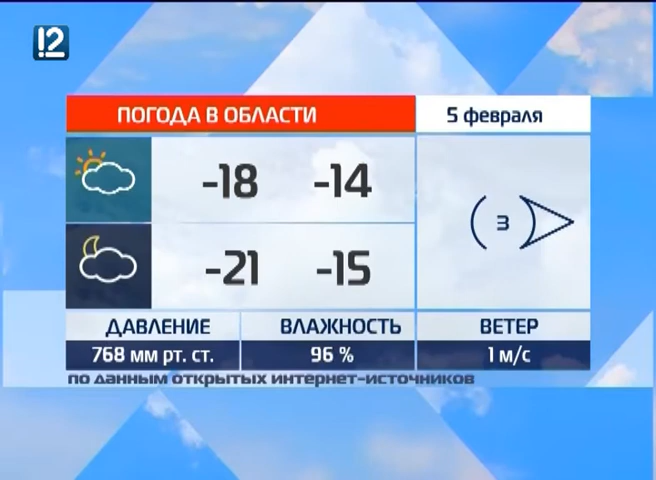 12
ПОГОДА В ОБЛАСТИ
5 февраля
-18 -14
З
-21 -15
ДАВЛЕНИЕ ВЛАЖНОСТЬ ВЕТЕР
768 мм рт. ст. 96 % 1 м/с
по данным открытых интернет-источников